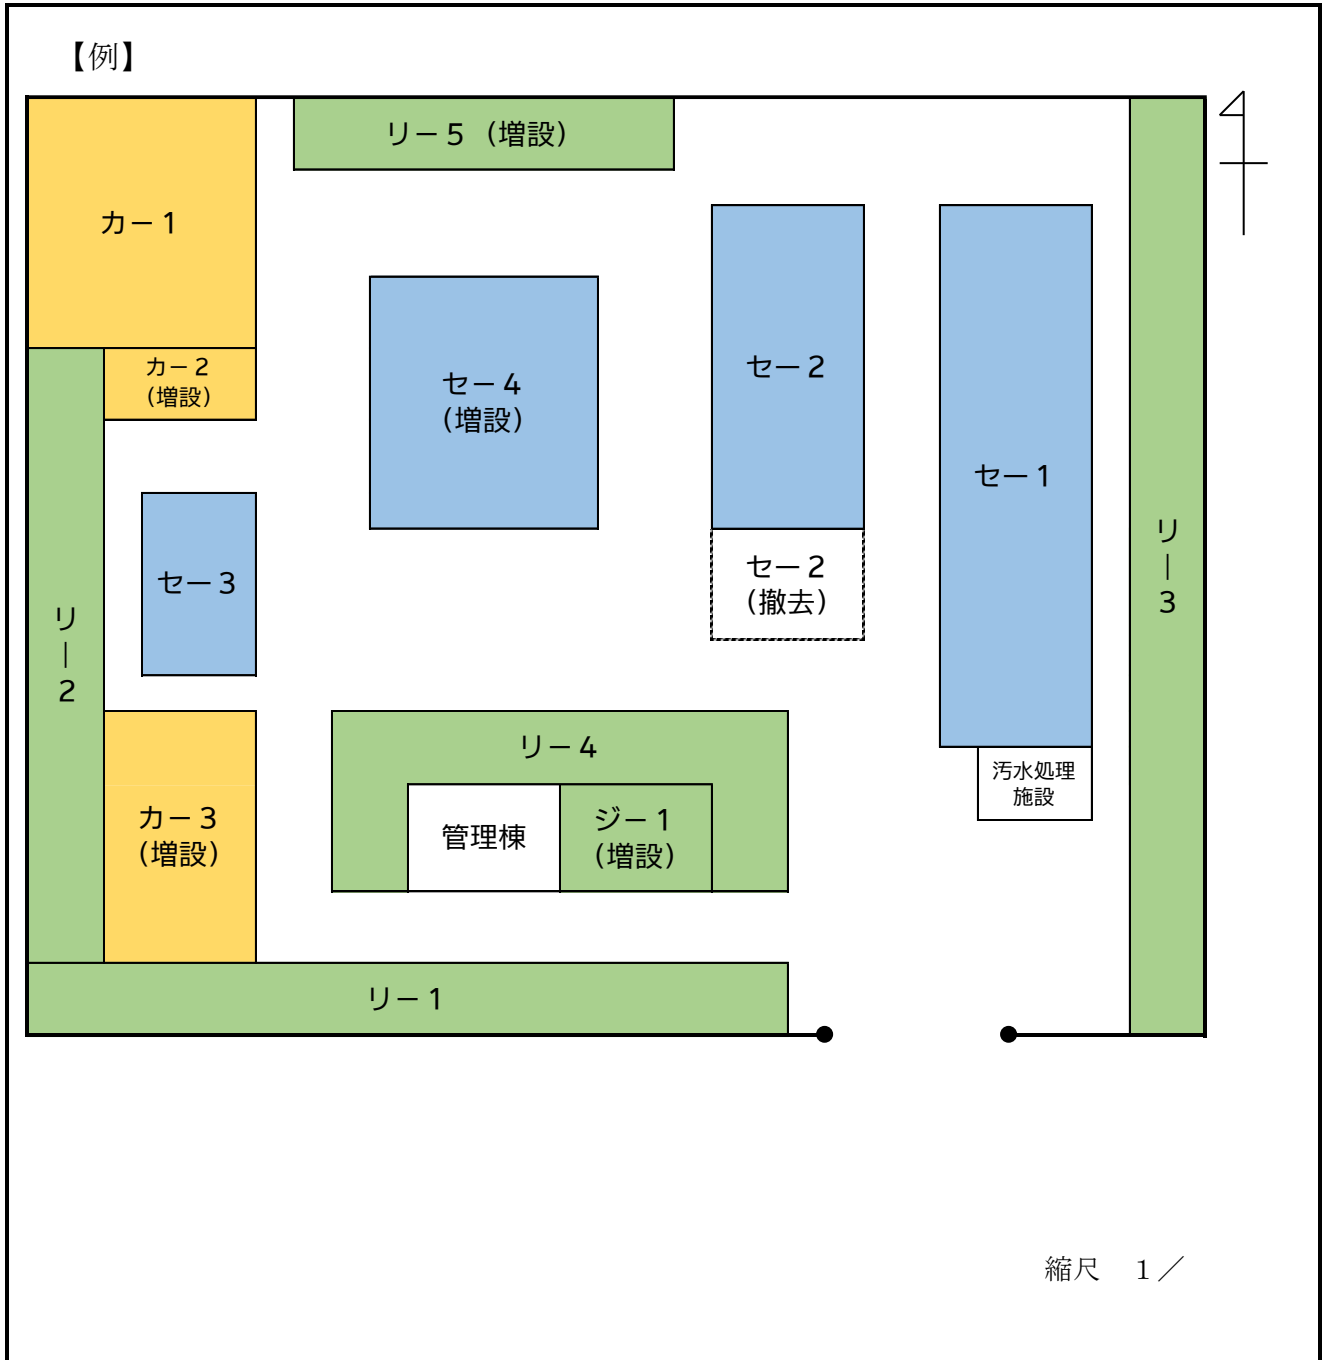 【例】
リー５（増設）
カー１
カー２
（増設）
セー４
（増設）
セー２
セー１
セー２
（撤去）
セー３
リー３
リー２
リー４
管理棟
ジー１
（増設）
汚水処理
施設
カー３
（増設）
リー１
縮尺　１／